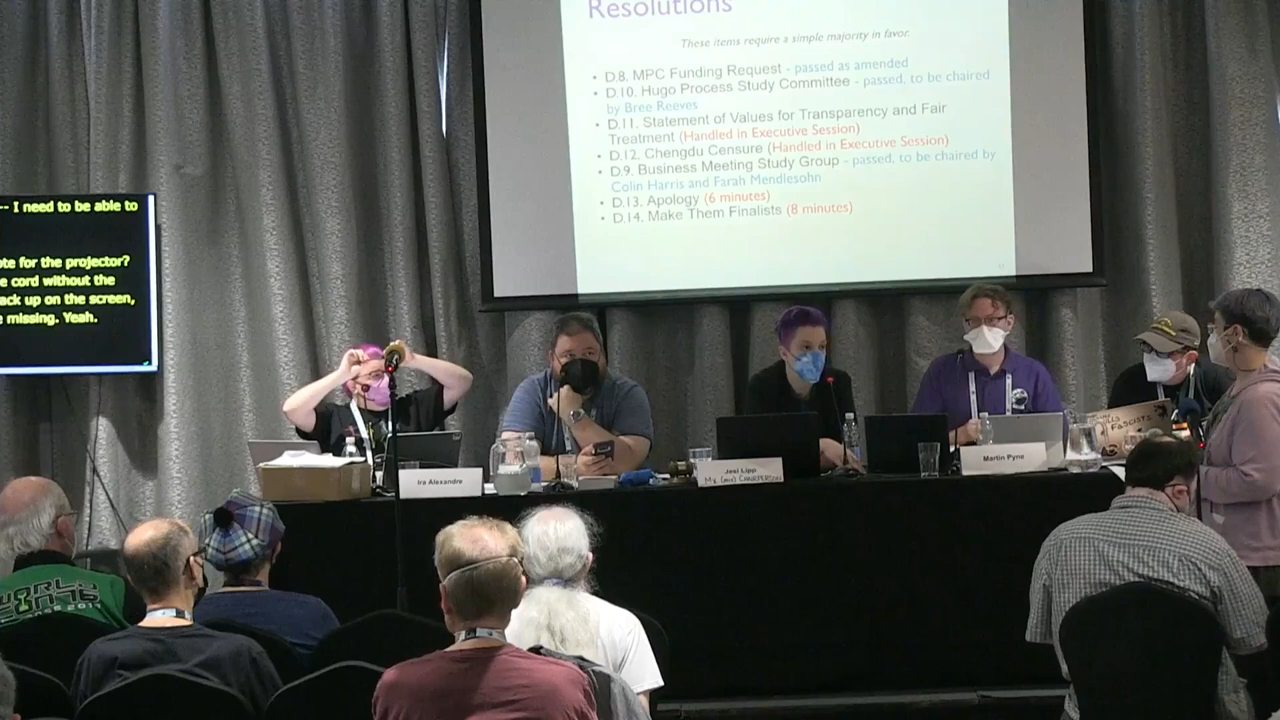 Resolutions
These items require a simple majority in favor.
• D.8. MPC Funding Request - passed as amended
• D.10. Hugo Process Study Committee - passed, to be chaired
by Bree Reeves
• D.11. Statement of Values for Transparency and Fair
Treatment (Handled in Executive Session)
• D.12. Chengdu Censure (Handled in Executive Session)
• D.9. Business Meeting Study Group - passed, to be chaired by
Colin Harris and Farah Mendlesohn
• D.13. Apology (6 minutes)
• D.14. Make Them Finalists (8 minutes)
-- I need to be able to
ote for the projector?
e cord without the
ack up on the screen,
e missing. Yeah.
Ira Alexandre
Jesi Lipp
CHAIRPERSON
Martin Pyne
FASCISTS
WORLD